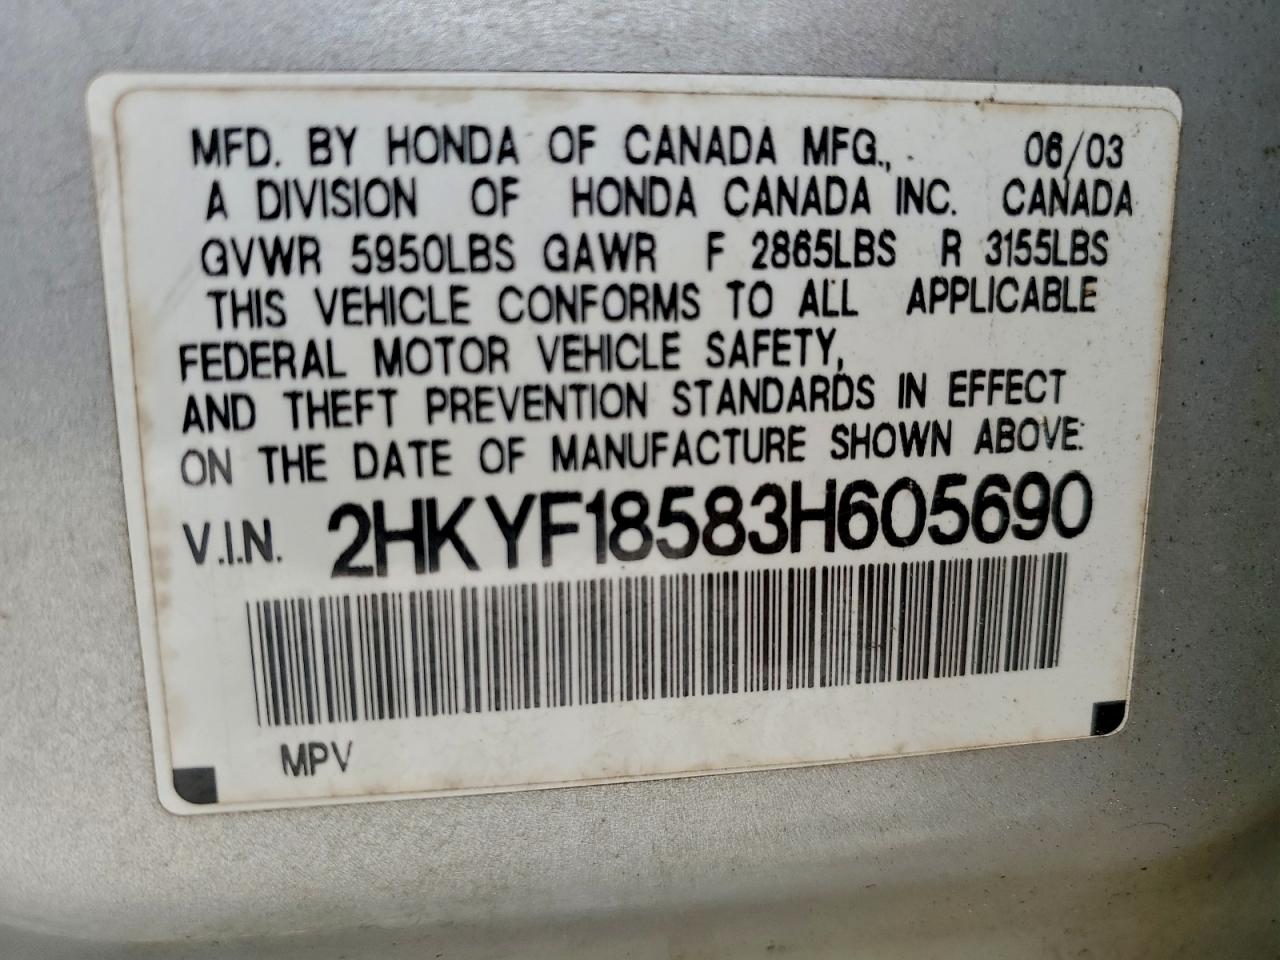 MFD. BY HONDA OF CANADA MFG., 06/03
A DIVISION OF HONDA CANADA INC. CANADA
GVWR 5950LBS GAWR F 2865LBS R 3155LBS
THIS VEHICLE CONFORMS TO ALL APPLICABLE
FEDERAL MOTOR VEHICLE SAFETY,
AND THEFT PREVENTION STANDARDS IN EFFECT
ON THE DATE OF MANUFACTURE SHOWN ABOVE.
V.I.N. 2HKYF18583H605690
MPV